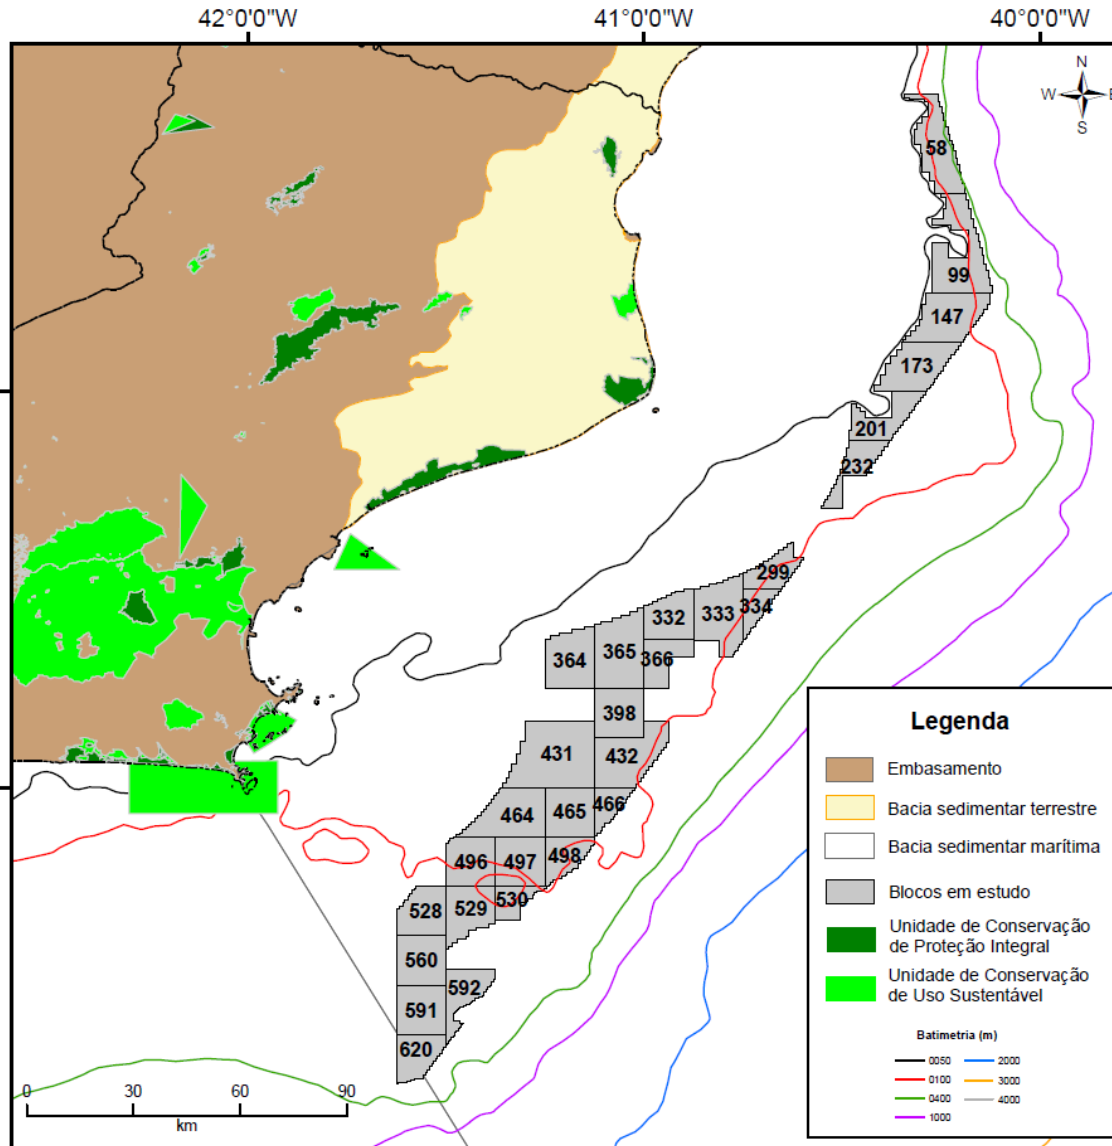 42°0'0"W
41°0'0"W
40°0'0"W
N
W
E
S
58
99
147
173
201
232
299
332
333
334
364
365
366
398
431
432
464
465
466
496
497
498
528
529
530
560
591
592
620
Legenda
Embasamento
Bacia sedimentar terrestre
Bacia sedimentar marítima
Blocos em estudo
Unidade de Conservação
de Proteção Integral
Unidade de Conservação
de Uso Sustentável
Batimetria (m)
0050
2000
0100
3000
0400
4000
1000
0
30
60
90
km